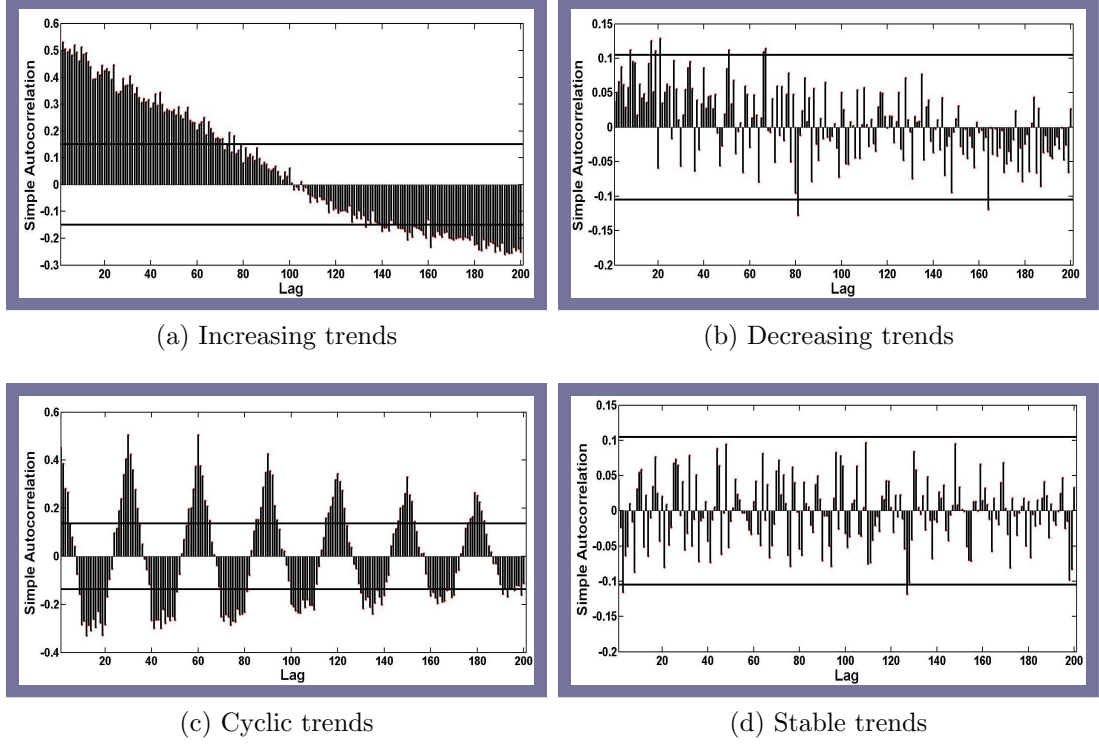 0.6
0.5
0.4
0.3
0.2
0.1
0
-0.1
-0.2
-0.3
20 40 60 80 100 120 140 160 180 200
Lag
Simple Autocorrelation
(a) Increasing trends
0.15
0.1
0.05
0
-0.05
-0.1
-0.15
-0.2
20 40 60 80 100 120 140 160 180 200
Lag
Simple Autocorrelation
(b) Decreasing trends
0.6
0.4
0.2
0
-0.2
-0.4
20 40 60 80 100 120 140 160 180 200
Lag
Simple Autocorrelation
(c) Cyclic trends
0.15
0.1
0.05
0
-0.05
-0.1
-0.15
-0.2
20 40 60 80 100 120 140 160 180 200
Lag
Simple Autocorrelation
(d) Stable trends